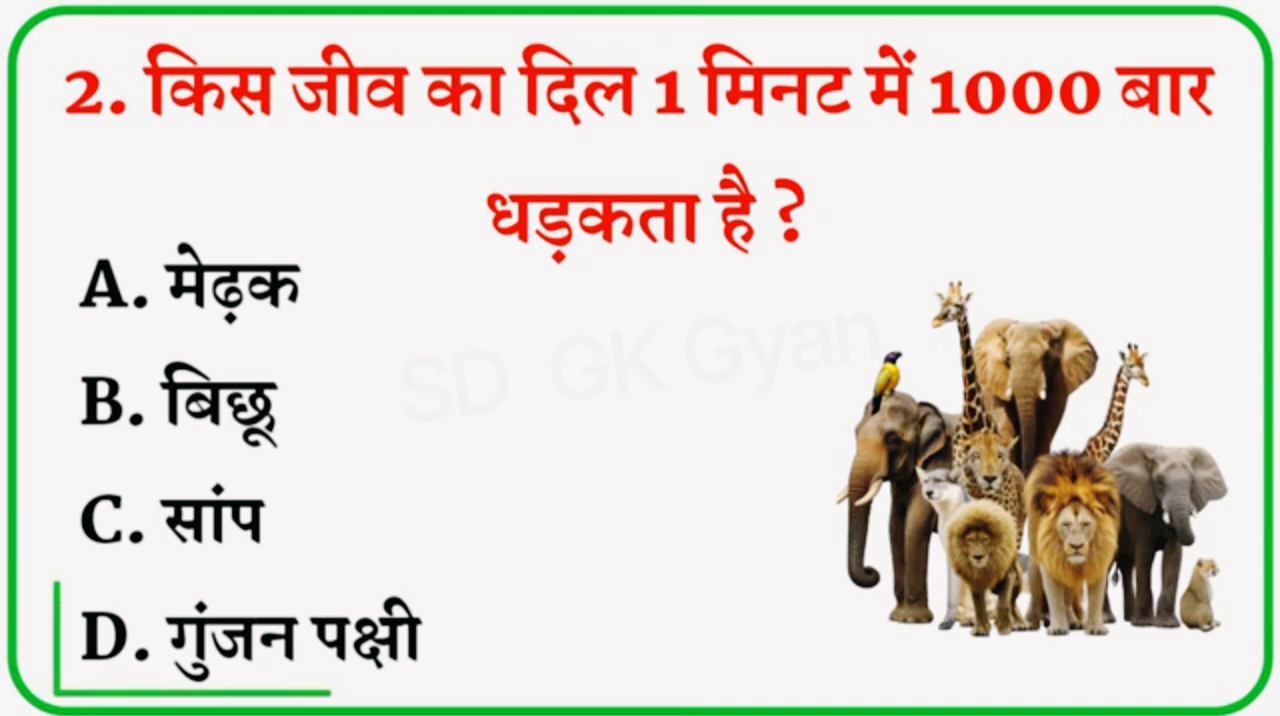 2. किस जीव का दिल 1 मिनट में 1000 बार
धड़कता है ?
A. मेढ़क
B. बिछू
C. सांप
D. गुंजन पक्षी
SD GK Gyan